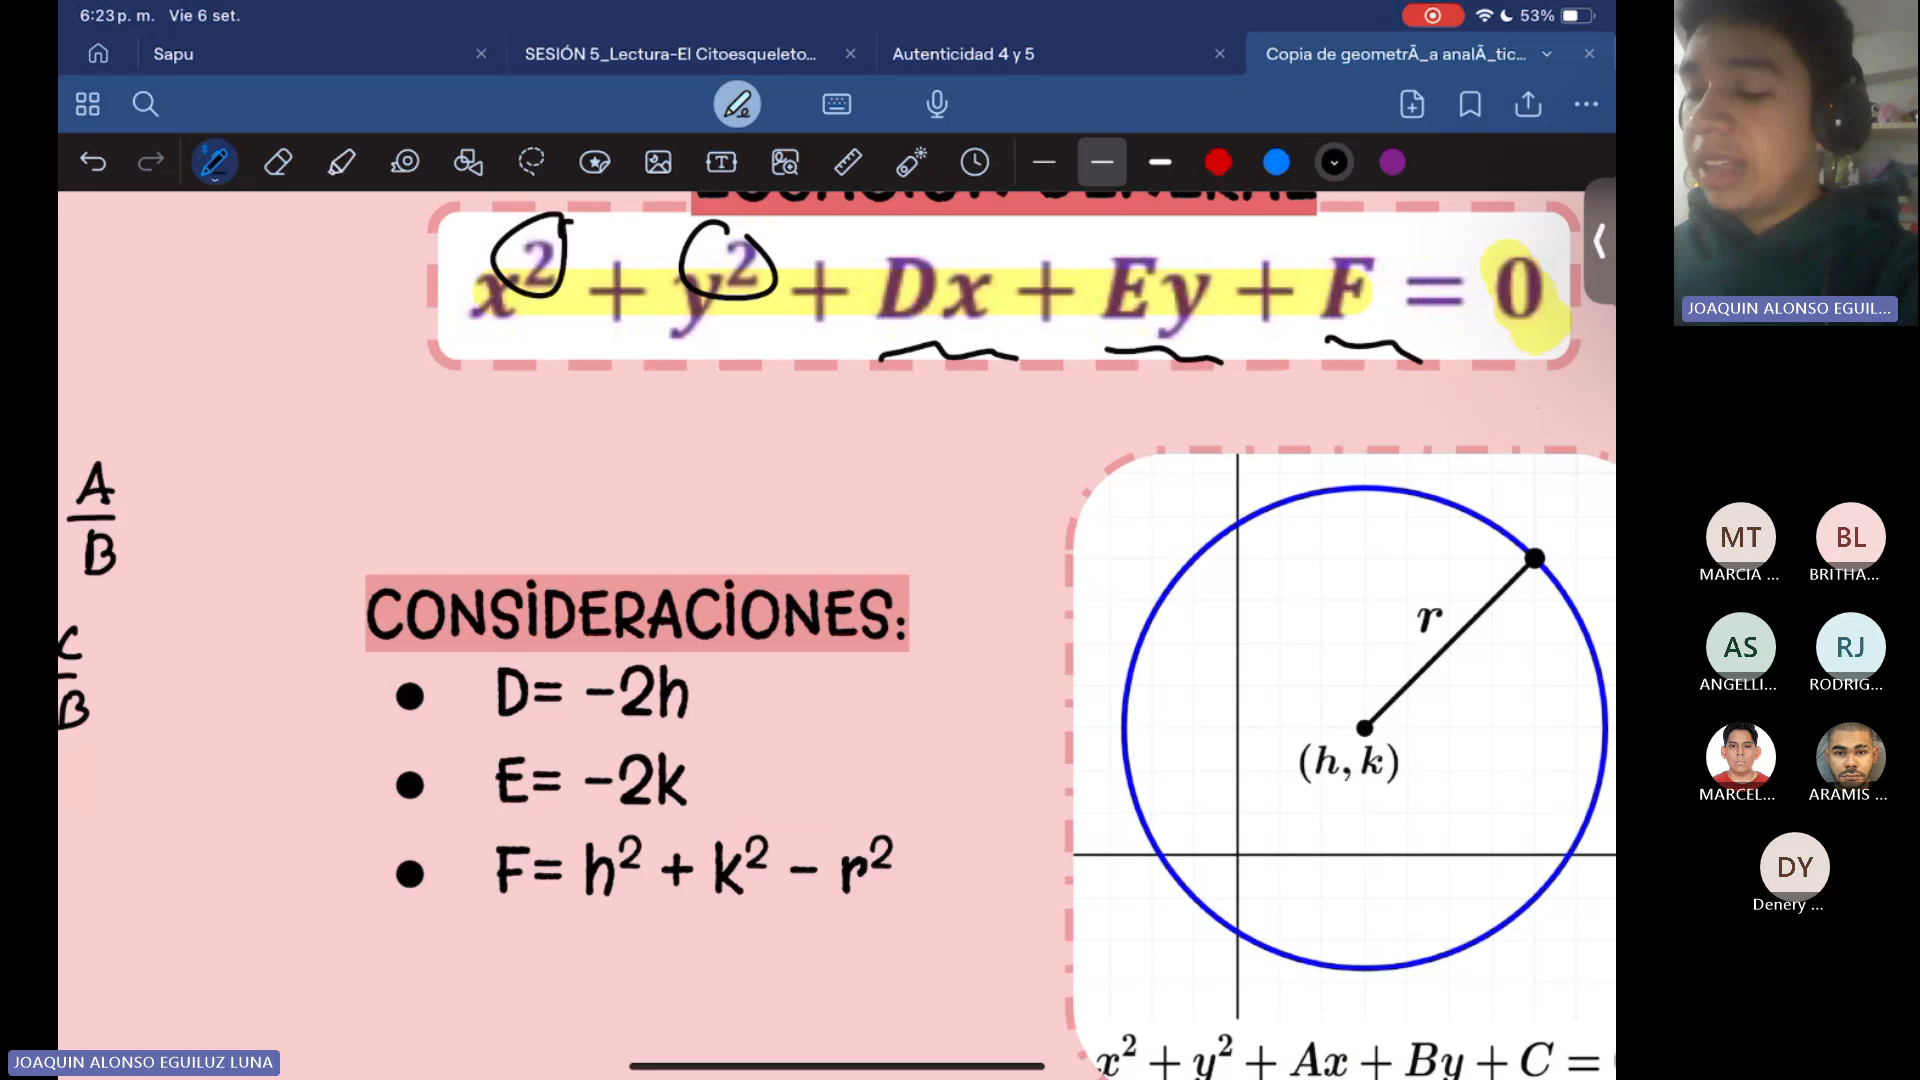 6:23 p. m. Vie 6 set.
53%
Sapu
SESIÓN 5_Lectura-El Citoesqueleto...
Autenticidad 4 y 5
Copia de geometrÃ_a analÃ_tic...
ECUACIÓN GENERAL
x² + y² + Dx + Ey + F = 0
A
B
C
B
CONSIDERACIONES:
• D= -2h
• E= -2k
• F= h² + k² - r²
r
(h, k)
x² + y² + Ax + By + C =
JOAQUIN ALONSO EGUIL...
MT
MARCIA ...
BL
BRITHA...
AS
ANGELLI...
RJ
RODRIG...
MARCEL...
ARAMIS ...
DY
Denery ...
JOAQUIN ALONSO EGUILUZ LUNA